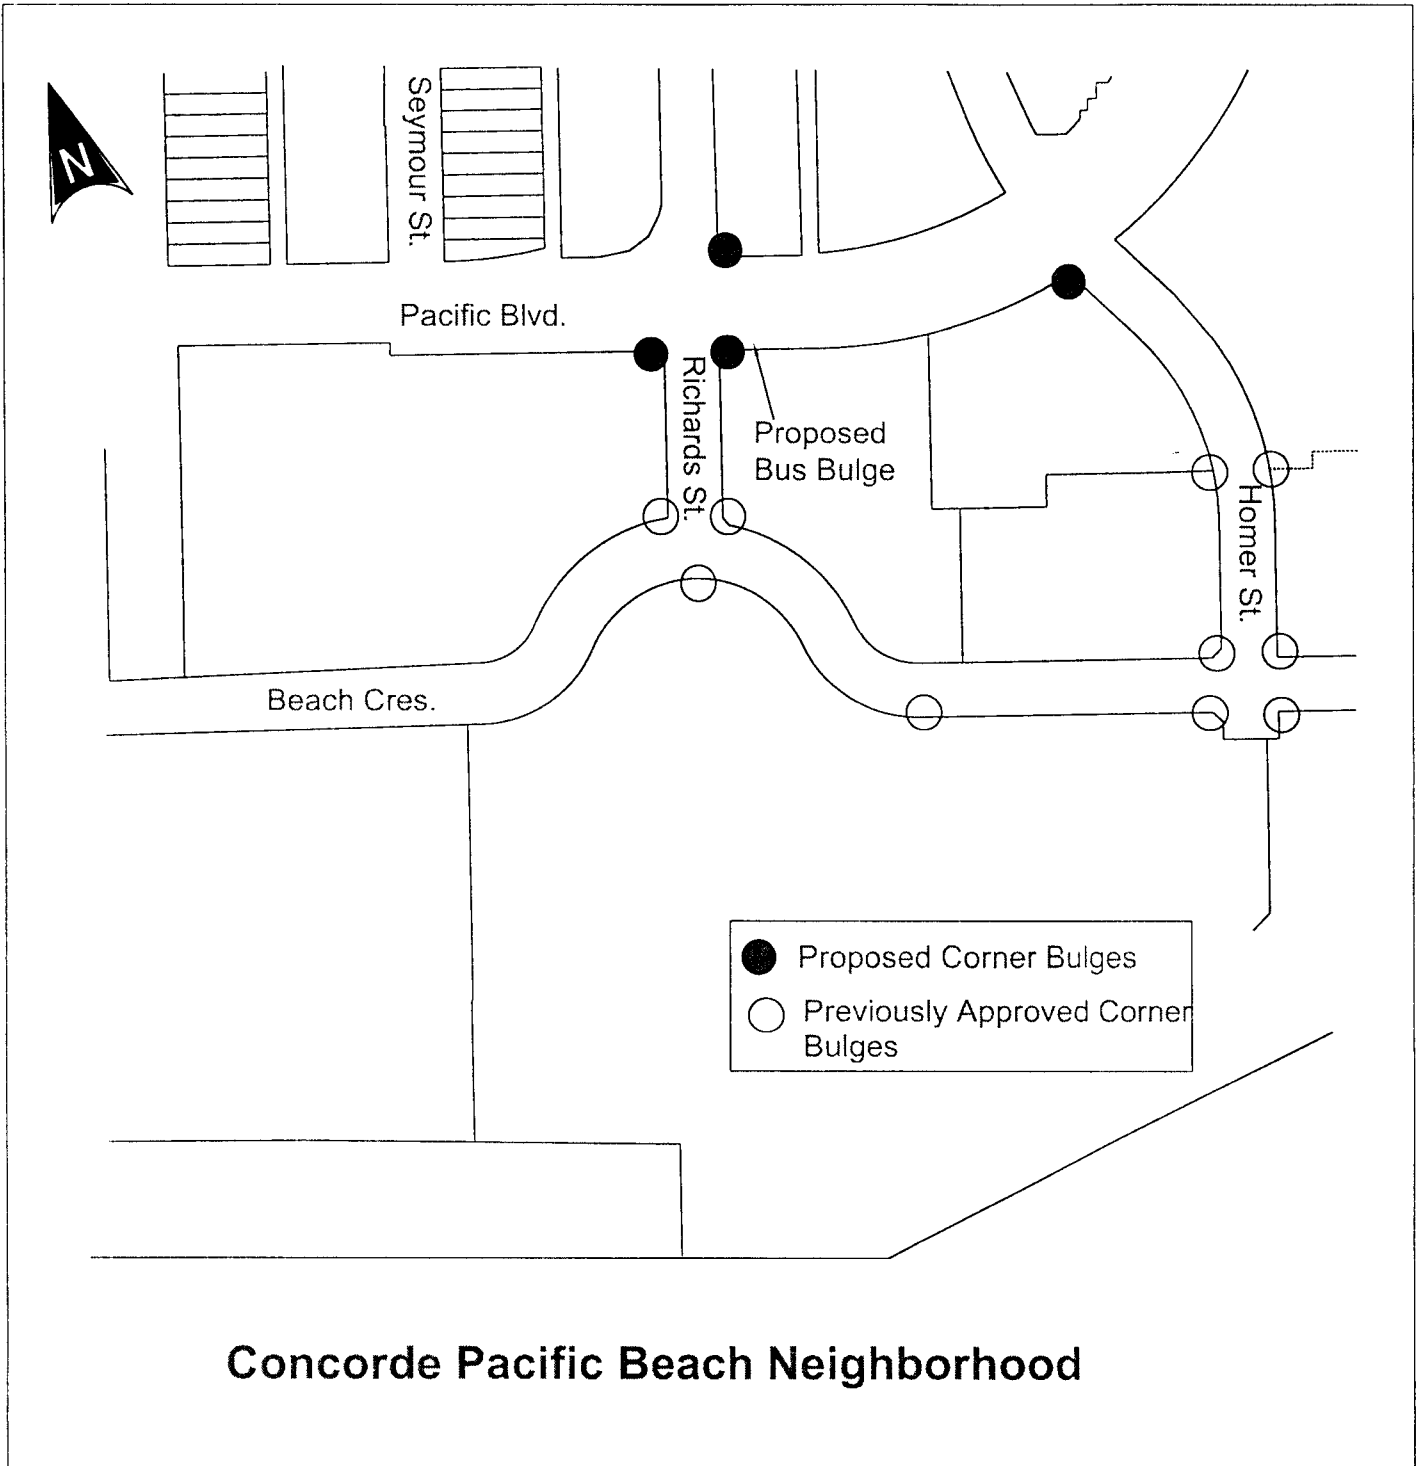 N
Seymour St.
Pacific Blvd.
Richards St.
Proposed
Bus Bulge
Homer St.
Beach Cres.
Proposed Corner Bulges
Previously Approved Corner
Bulges
Concorde Pacific Beach Neighborhood